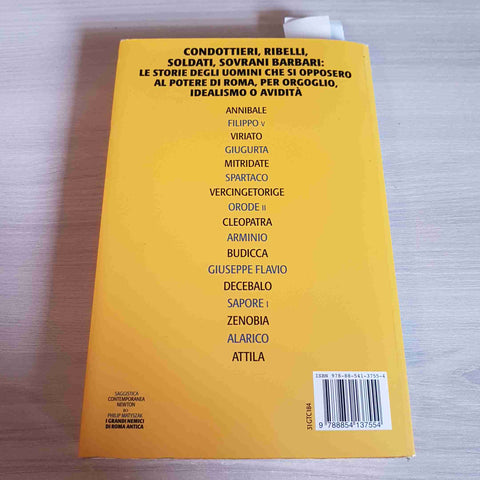 CONDOTTIERI, RIBELLI,
SOLDATI, SOVRANI BARBARI:
LE STORIE DEGLI UOMINI CHE SI OPPOSERO
AL POTERE DI ROMA, PER ORGOGLIO,
IDEALISMO O AVIDITÀ
ANNIBALE
FILIPPO V
VIRIATO
GIUGURTA
MITRIDATE
SPARTACO
VERCINGETORIGE
ORODE II
CLEOPATRA
ARMINIO
BUDICCA
GIUSEPPE FLAVIO
DECEBALO
SAPORE I
ZENOBIA
ALARICO
ATTILA
SAGGISTICA
CONTEMPORANEA
NEWTON
PHILIP MATYSZAK
I GRANDI NEMICI
DI ROMA ANTICA
ISBN 978-88-541-3755-4
31GTC184
9 788854 137554